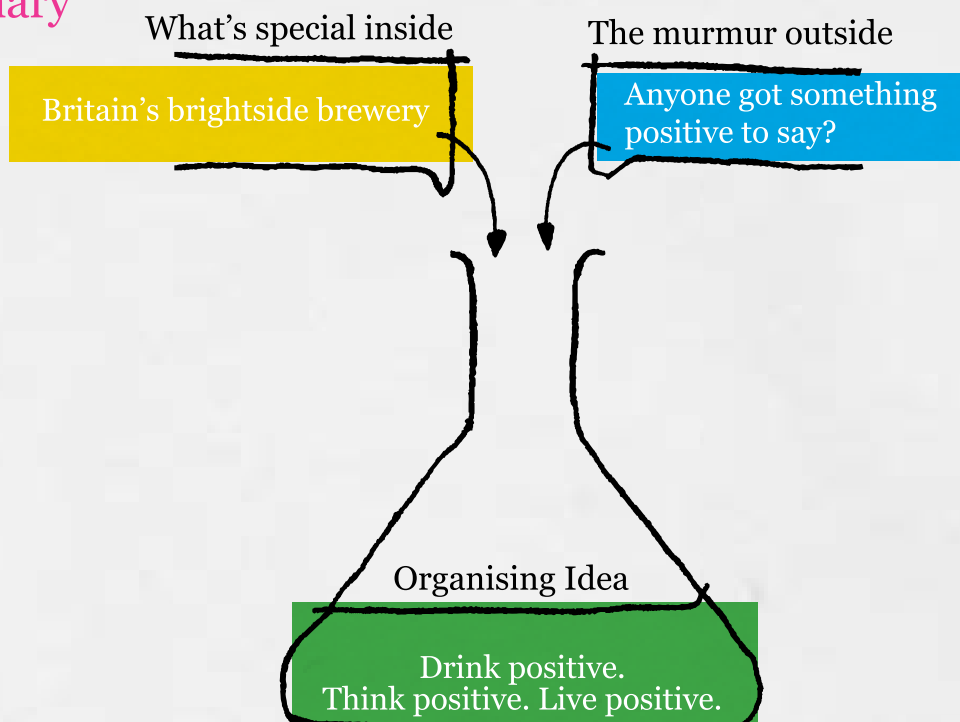 What’s special inside
The murmur outside
Britain’s brightside brewery
Anyone got something
positive to say?
Organising Idea
Drink positive.
Think positive. Live positive.